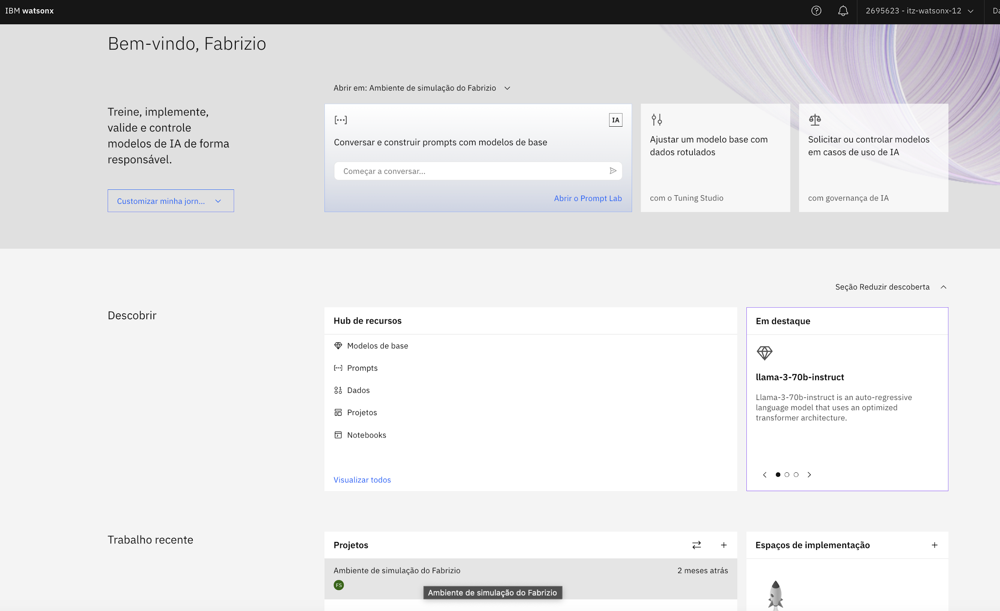 IBM watsonx
2695623 - itz-watsonx-12
Bem-vindo, Fabrizio
Abrir em: Ambiente de simulação do Fabrizio
Treine, implemente,
valide e controle
modelos de IA de forma
responsável.
Customizar minha jorn...
IA
Conversar e construir prompts com modelos de base
Começar a conversar...
Abrir o Prompt Lab
Ajustar um modelo base com
dados rotulados
com o Tuning Studio
Solicitar ou controlar modelos
em casos de uso de IA
com governança de IA
Seção Reduzir descoberta
Descobrir
Hub de recursos
Modelos de base
Prompts
Dados
Projetos
Notebooks
Visualizar todos
Em destaque
llama-3-70b-instruct
Llama-3-70b-instruct is an auto-regressive
language model that uses an optimized
transformer architecture.
Trabalho recente
Projetos
Ambiente de simulação do Fabrizio
2 meses atrás
FS
Ambiente de simulação do Fabrizio
Espaços de implementação